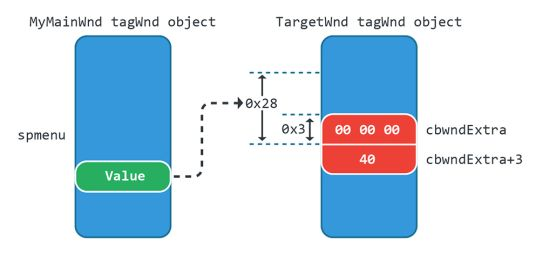 MyMainWnd tagWnd object
TargetWnd tagWnd object
0x28
0x3
00 00 00
cbwndExtra
spmenu
40
cbwndExtra+3
Value